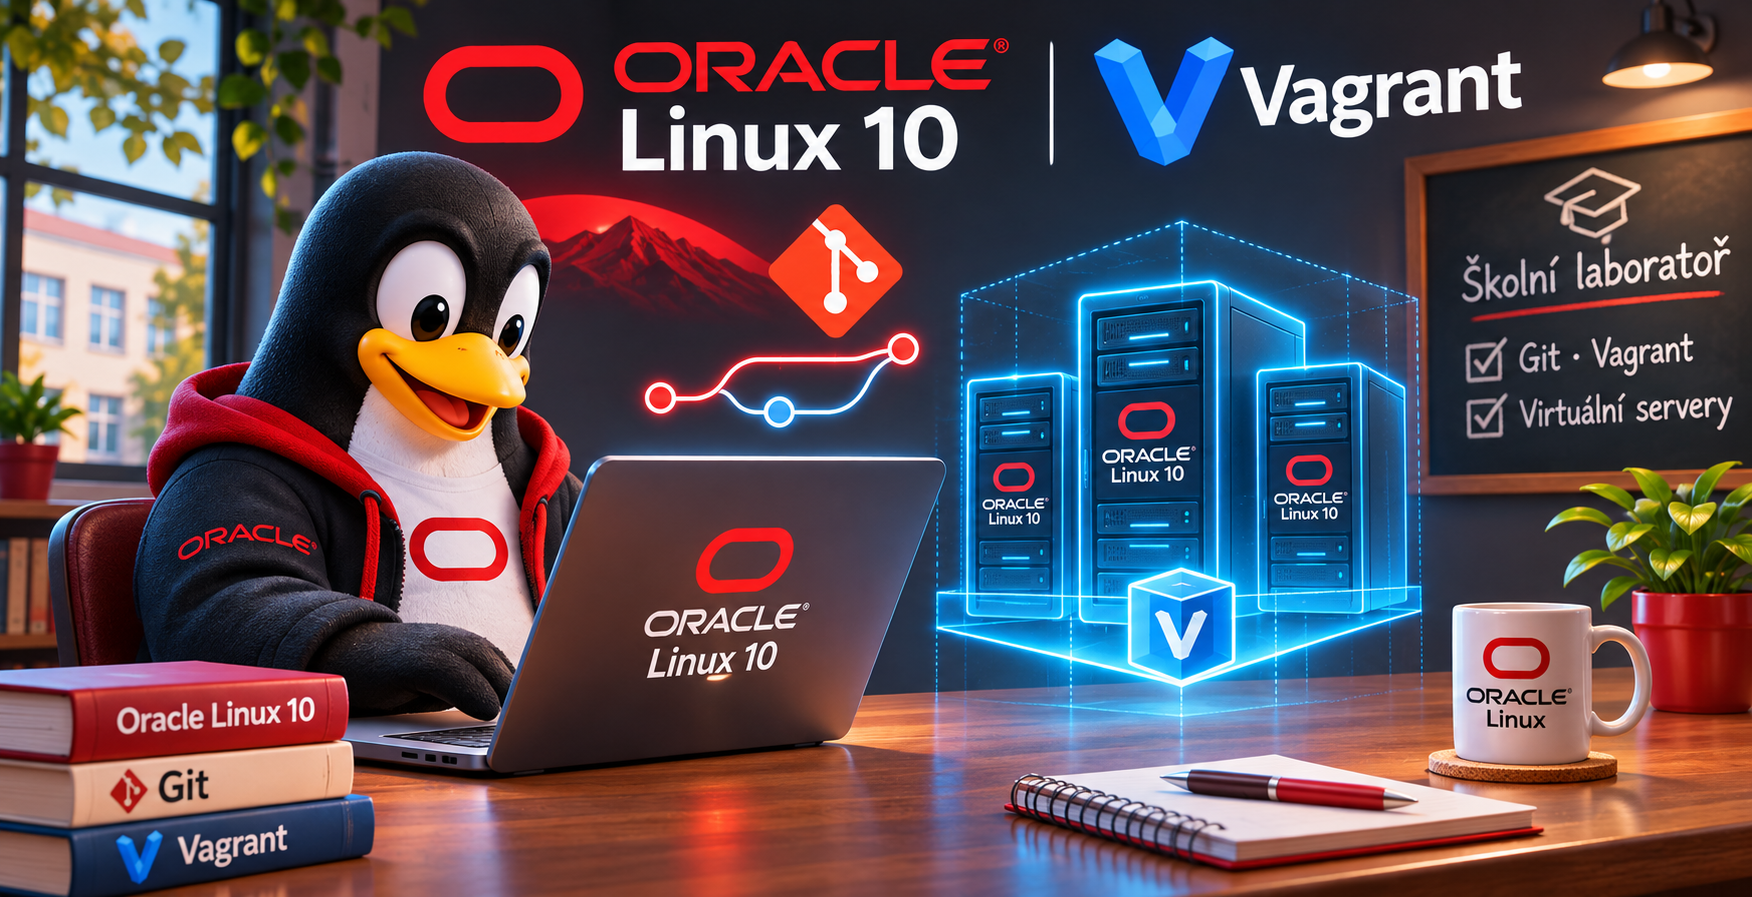 ORACLE®
Linux 10
Vagrant
Školní laboratoř
Git · Vagrant
Virtuální servery
ORACLE®
Linux 10
ORACLE®
Linux 10
ORACLE®
Linux 10
ORACLE®
ORACLE®
Linux 10
V
ORACLE®
Linux
Oracle Linux 10
Git
Vagrant